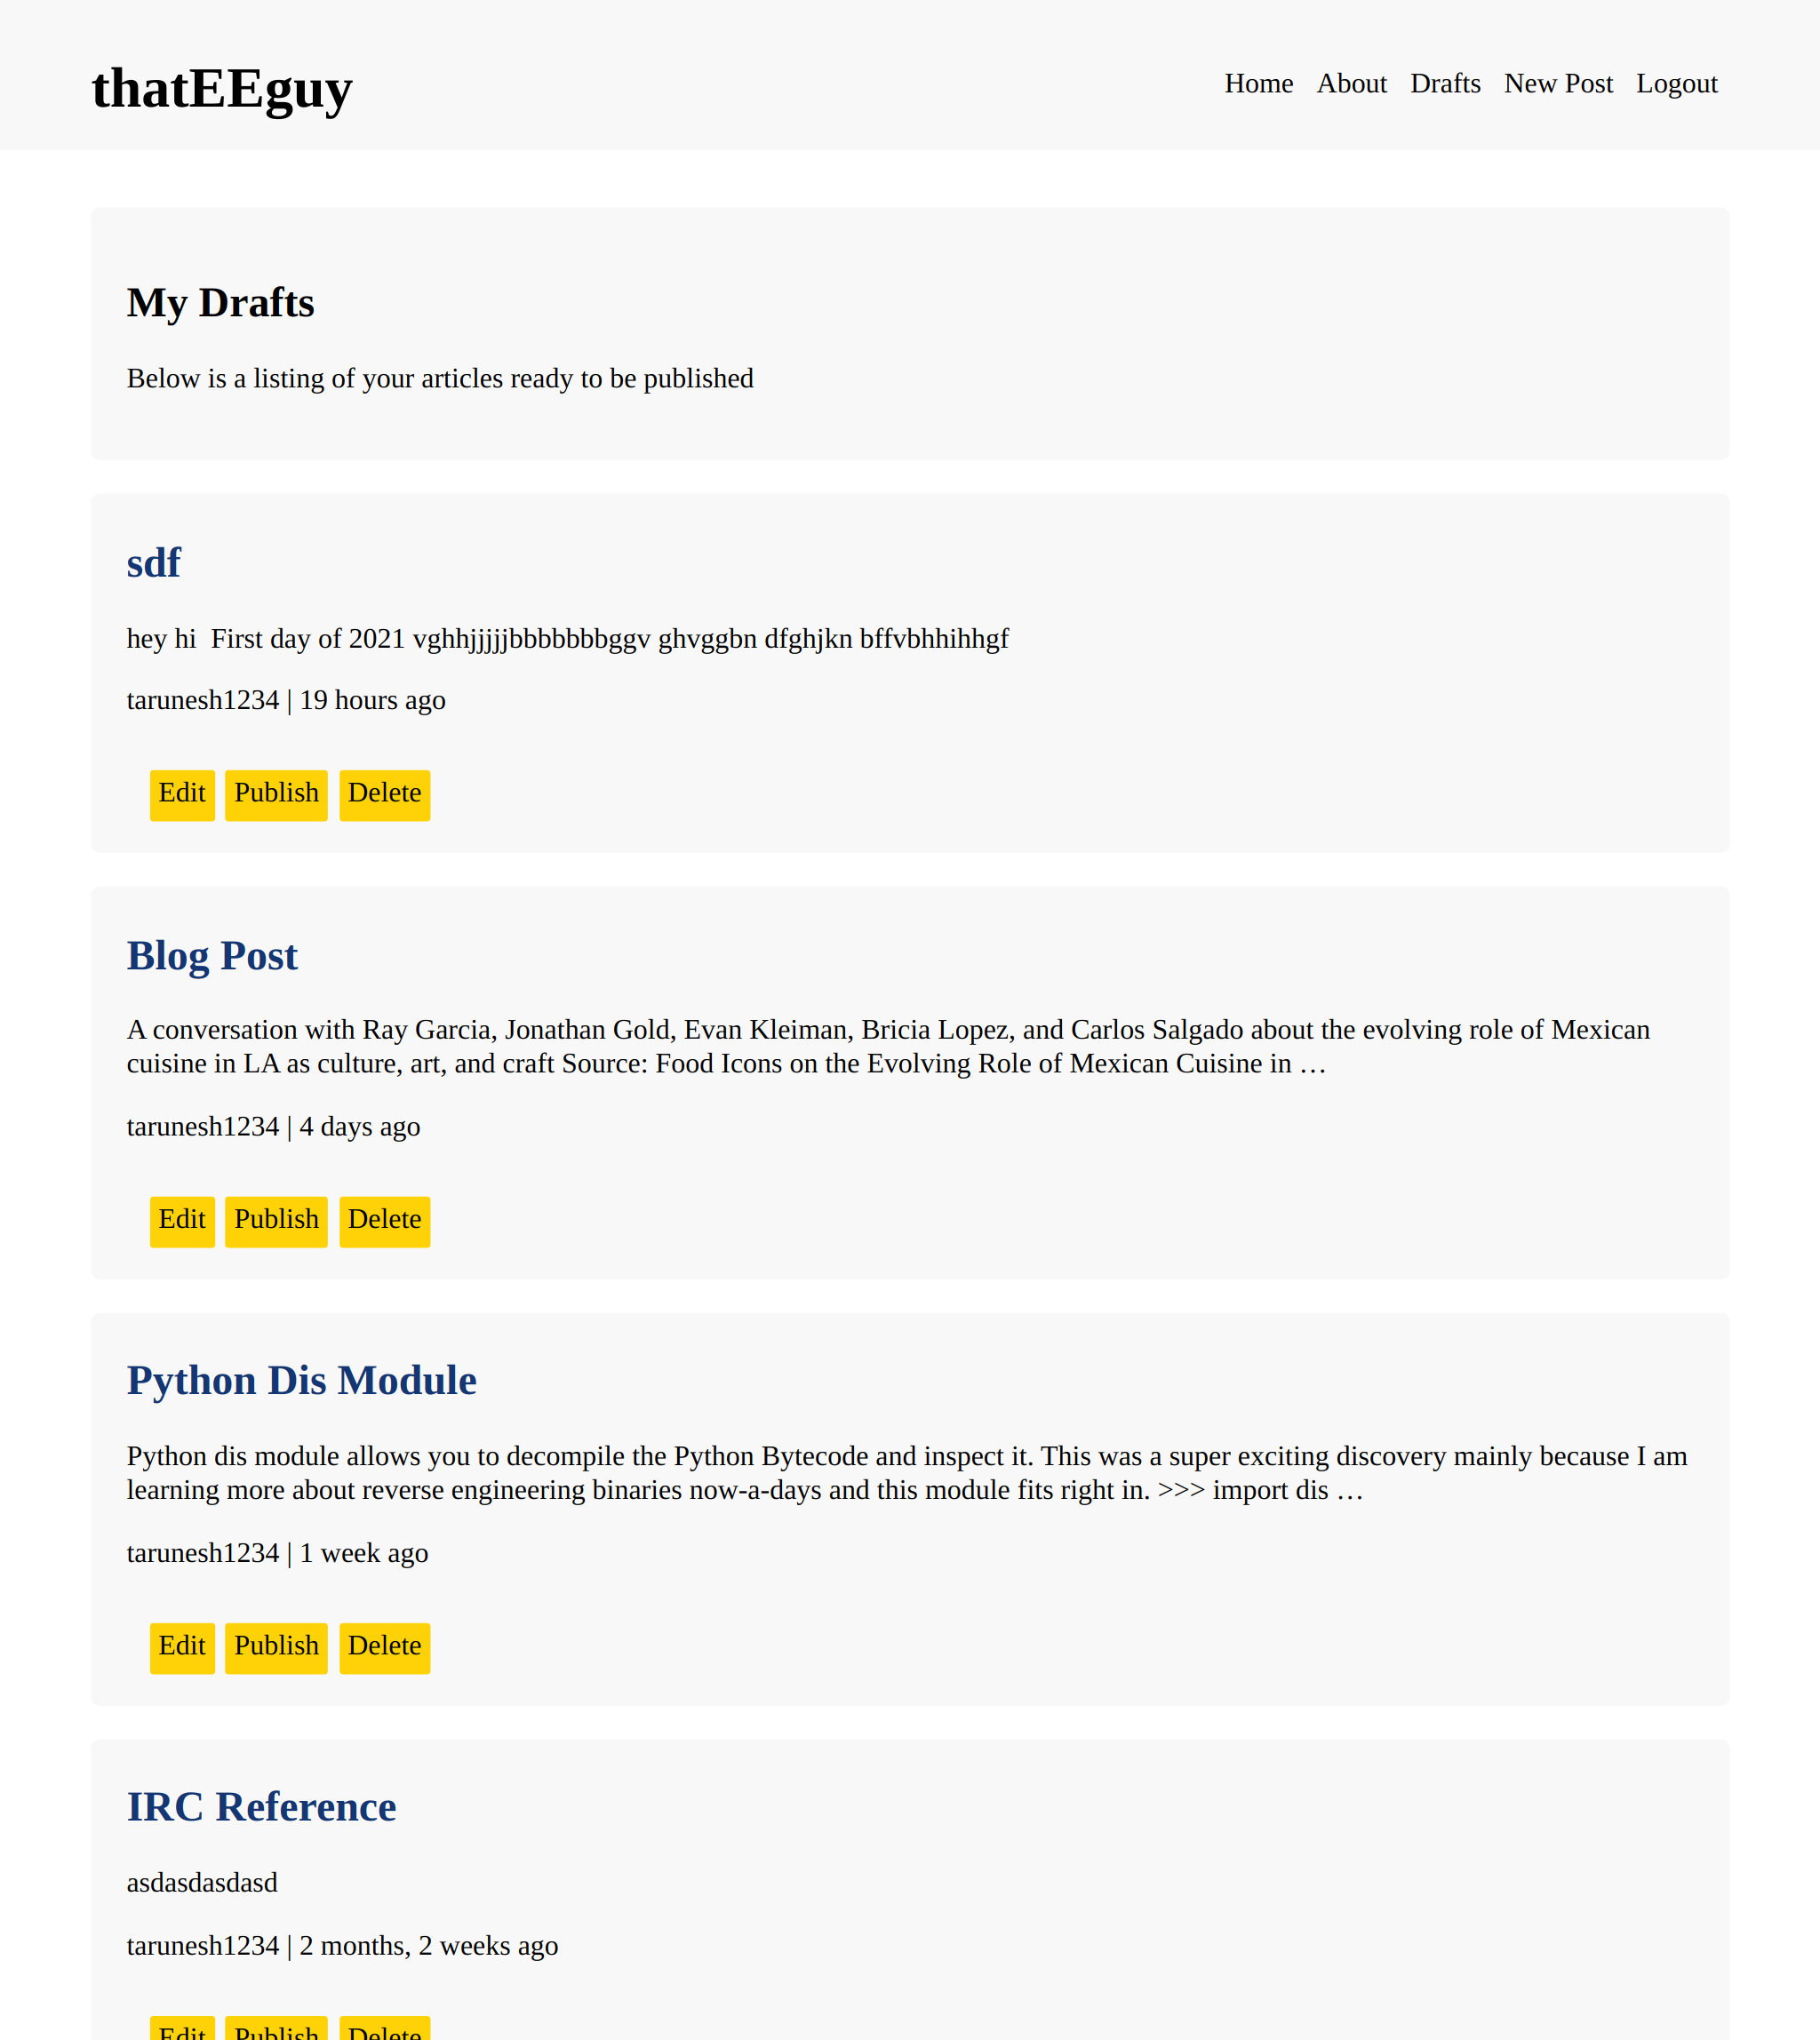 thatEEguy
Home About Drafts New Post Logout
My Drafts
Below is a listing of your articles ready to be published
sdf
hey hi  First day of 2021 vghhjjjjjbbbbbbbggv ghvggbn dfghjkn bffvbhhihhgf
tarunesh1234 | 19 hours ago
Edit Publish Delete
Blog Post
A conversation with Ray Garcia, Jonathan Gold, Evan Kleiman, Bricia Lopez, and Carlos Salgado about the evolving role of Mexican
cuisine in LA as culture, art, and craft Source: Food Icons on the Evolving Role of Mexican Cuisine in …
tarunesh1234 | 4 days ago
Edit Publish Delete
Python Dis Module
Python dis module allows you to decompile the Python Bytecode and inspect it. This was a super exciting discovery mainly because I am
learning more about reverse engineering binaries now-a-days and this module fits right in. >>> import dis …
tarunesh1234 | 1 week ago
Edit Publish Delete
IRC Reference
asdasdasdasd
tarunesh1234 | 2 months, 2 weeks ago
Edit Publish Delete